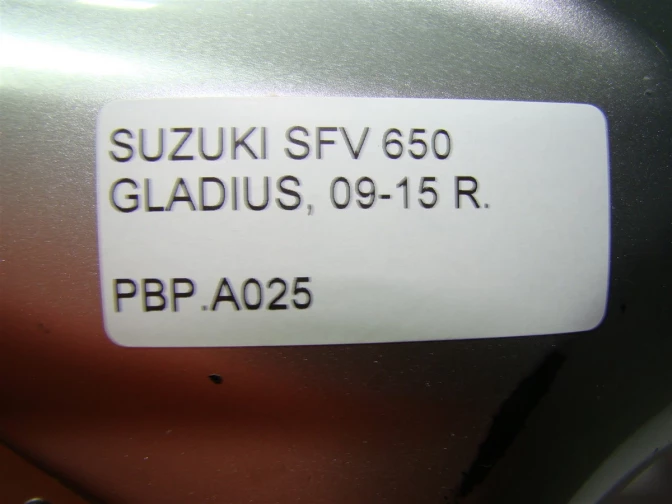 SUZUKI SFV 650
GLADIUS, 09-15 R.
PBP.A025